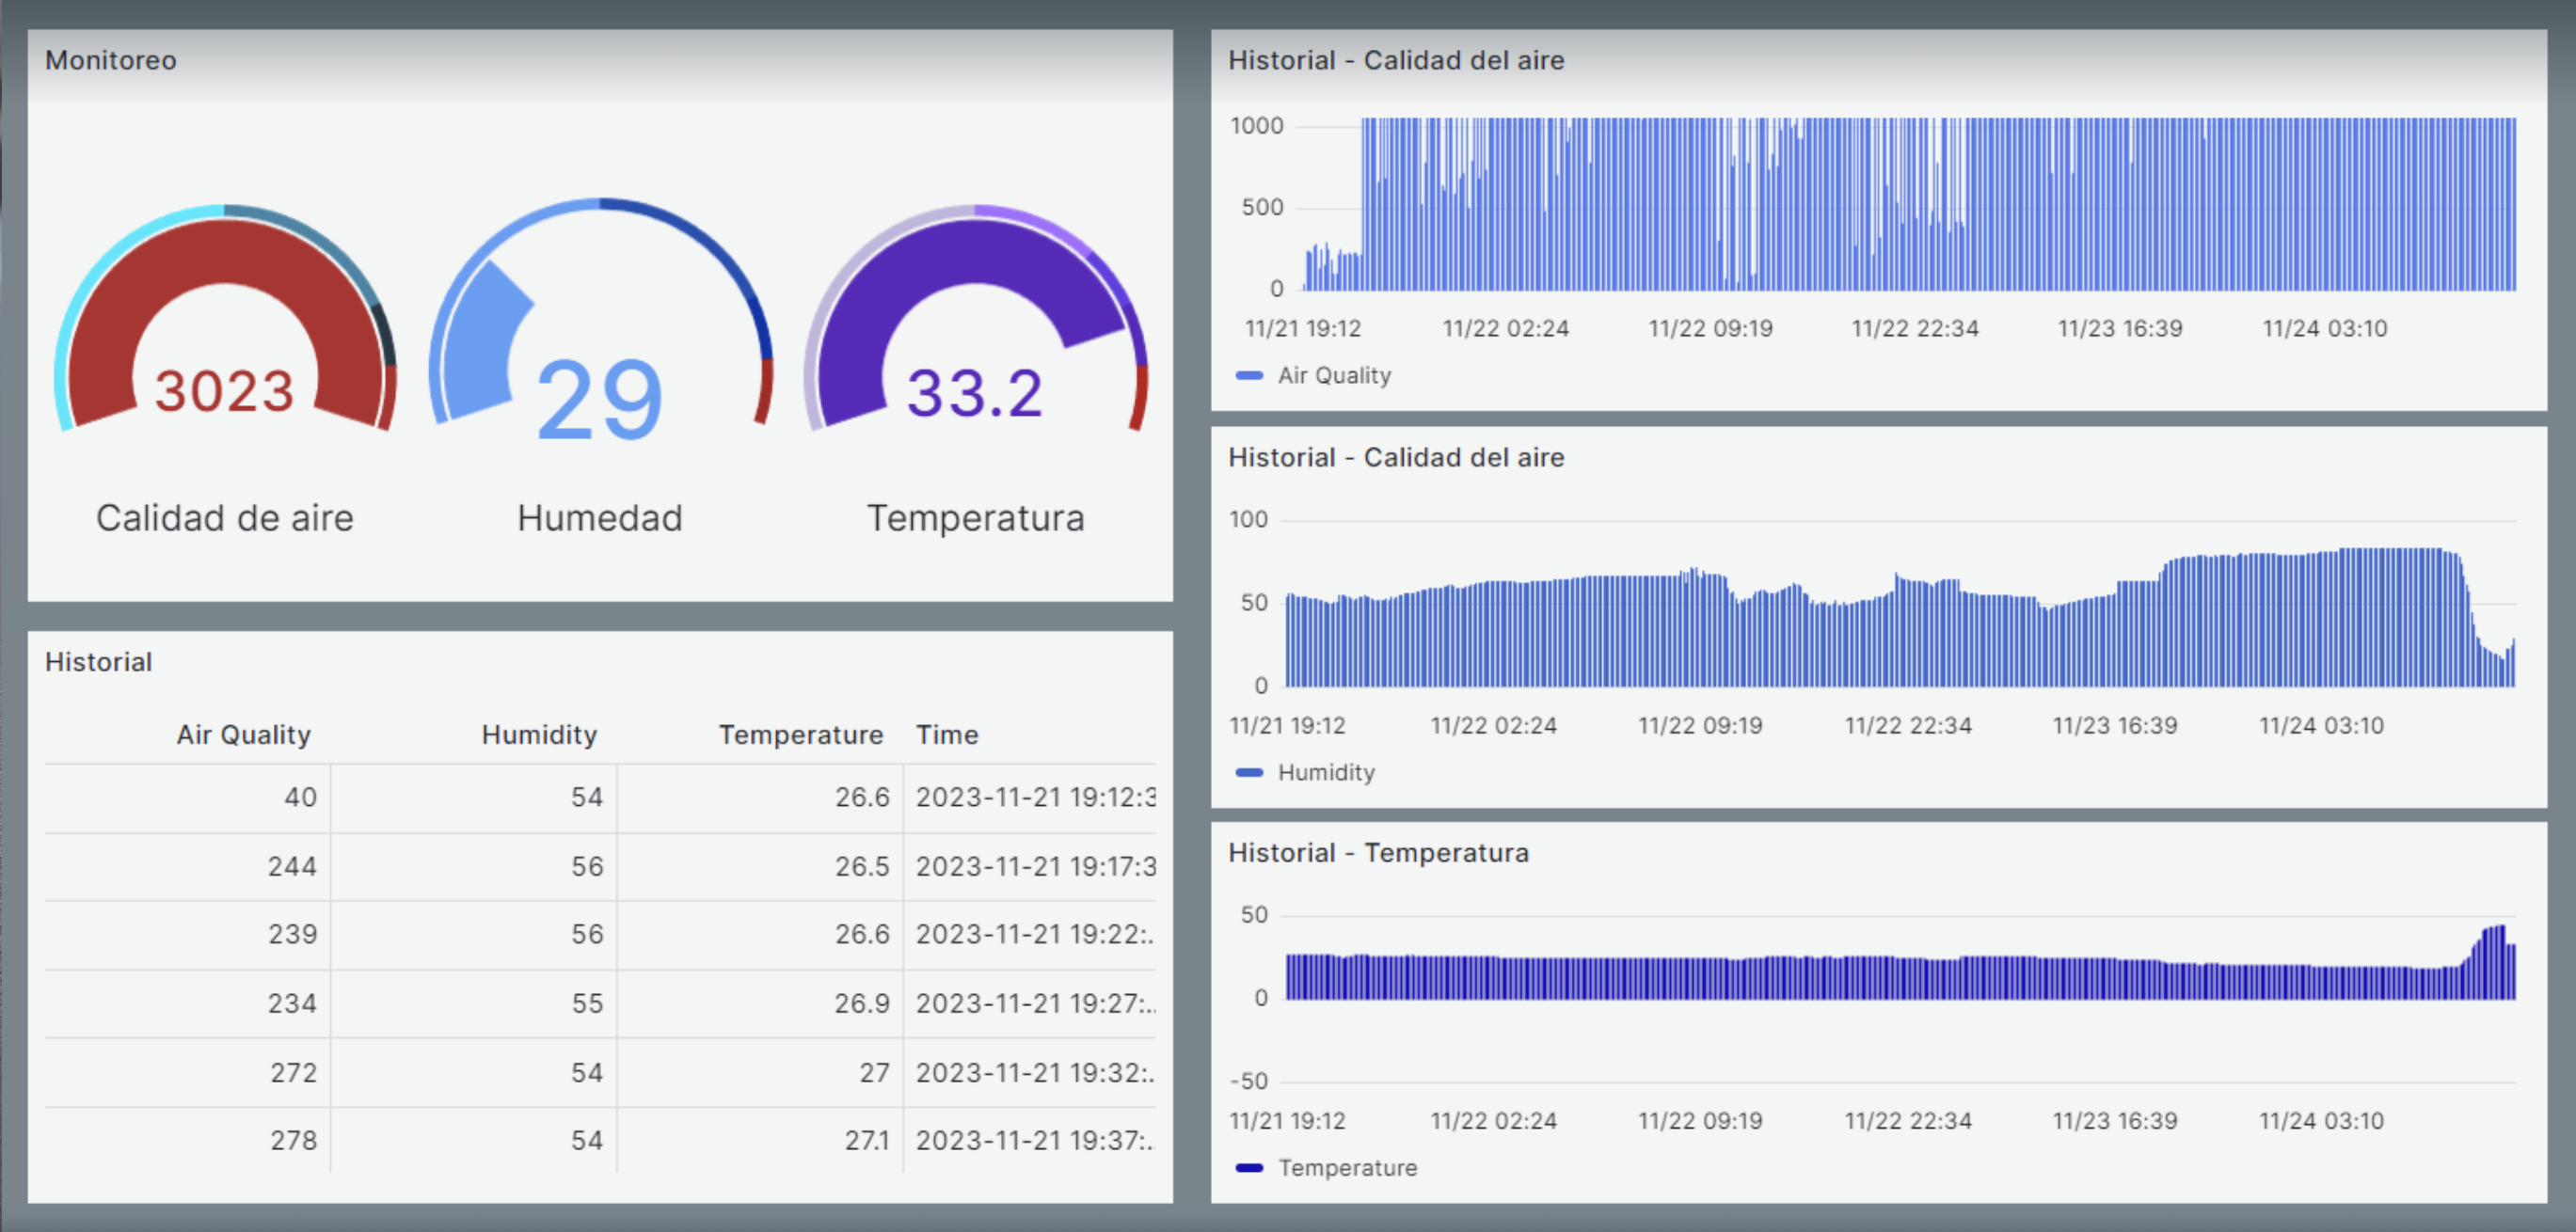 Monitoreo
3023
29
33.2
Calidad de aire
Humedad
Temperatura
Historial
Air Quality Humidity Temperature Time
40 54 26.6 2023-11-21 19:12:3
244 56 26.5 2023-11-21 19:17:3
239 56 26.6 2023-11-21 19:22:..
234 55 26.9 2023-11-21 19:27:...
272 54 27 2023-11-21 19:32:..
278 54 27.1 2023-11-21 19:37:...
Historial - Calidad del aire
1000
500
0
11/21 19:12 11/22 02:24 11/22 09:19 11/22 22:34 11/23 16:39 11/24 03:10
Air Quality
Historial - Calidad del aire
100
50
0
11/21 19:12 11/22 02:24 11/22 09:19 11/22 22:34 11/23 16:39 11/24 03:10
Humidity
Historial - Temperatura
50
0
-50
11/21 19:12 11/22 02:24 11/22 09:19 11/22 22:34 11/23 16:39 11/24 03:10
Temperature